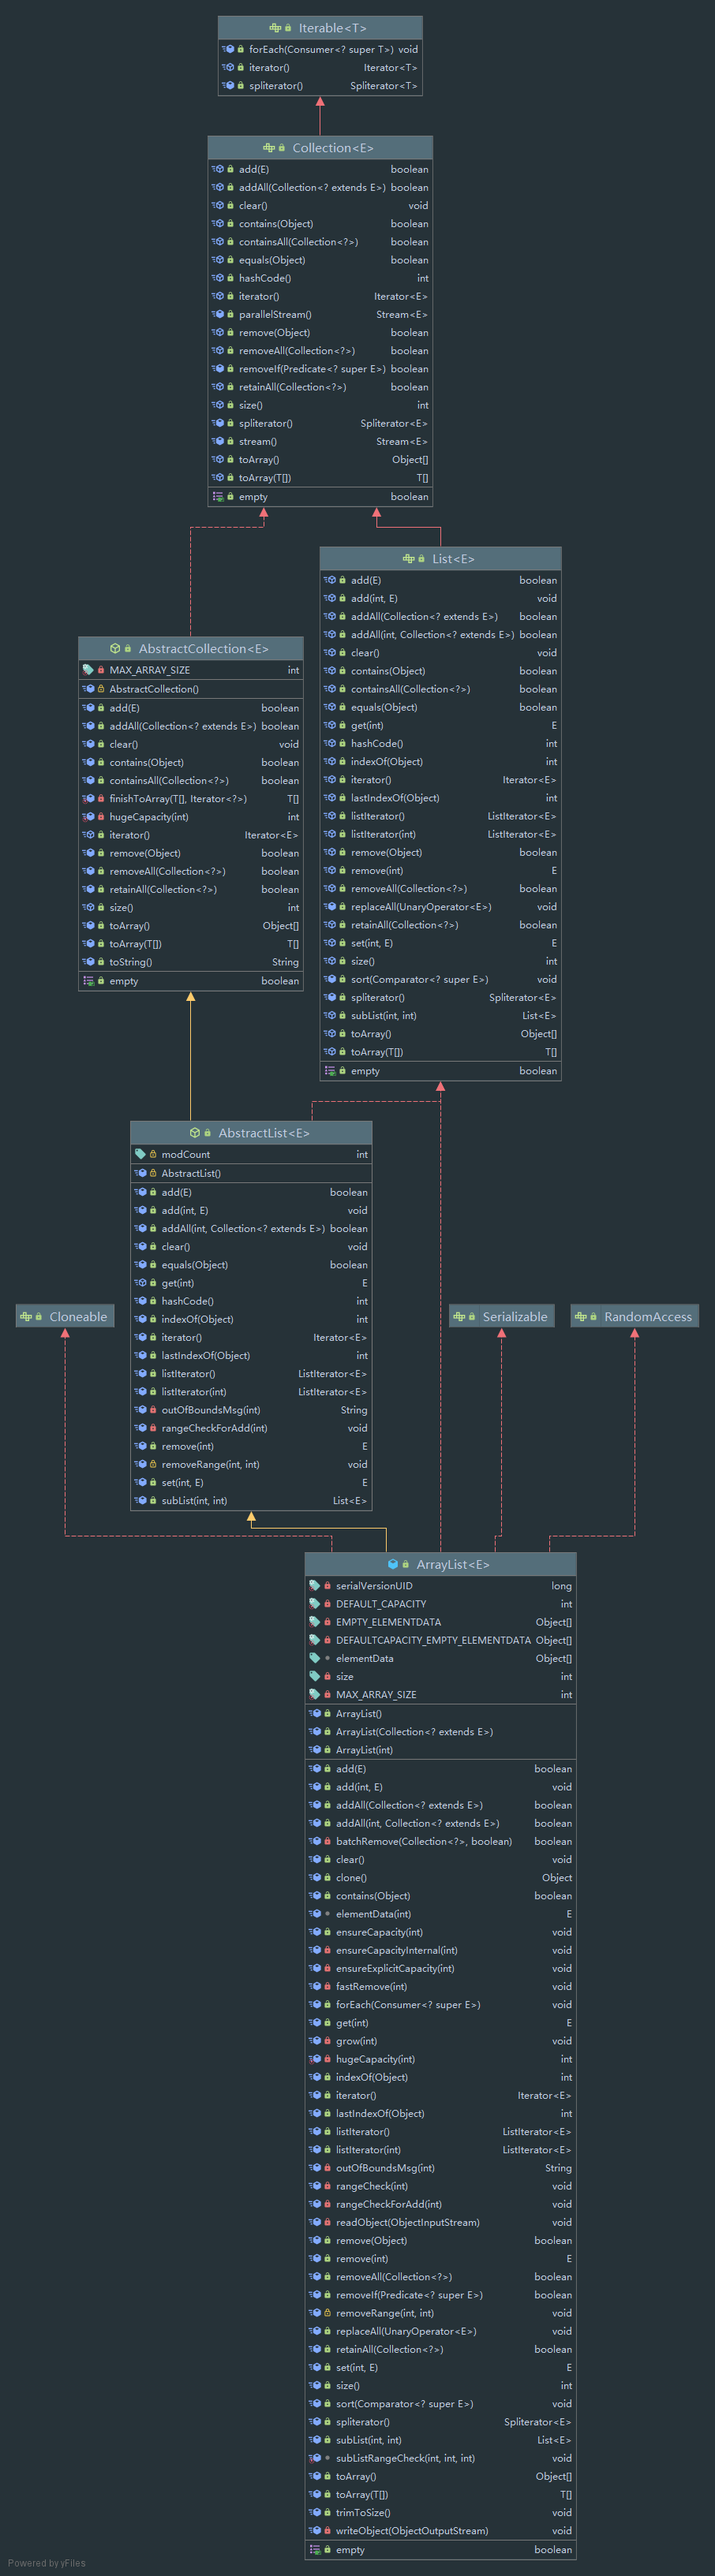 Iterable<T>
forEach(Consumer<? super T>) void
iterator() Iterator<T>
spliterator() Spliterator<T>
Collection<E>
add(E) boolean
addAll(Collection<? extends E>) boolean
clear() void
contains(Object) boolean
containsAll(Collection<?>) boolean
equals(Object) boolean
hashCode() int
iterator() Iterator<E>
parallelStream() Stream<E>
remove(Object) boolean
removeAll(Collection<?>) boolean
removeIf(Predicate<? super E>) boolean
retainAll(Collection<?>) boolean
size() int
spliterator() Spliterator<E>
stream() Stream<E>
toArray() Object[]
toArray(T[]) T[]
empty boolean
List<E>
add(E) boolean
add(int, E) void
addAll(Collection<? extends E>) boolean
addAll(int, Collection<? extends E>) boolean
clear() void
contains(Object) boolean
containsAll(Collection<?>) boolean
equals(Object) boolean
get(int) E
hashCode() int
indexOf(Object) int
iterator() Iterator<E>
lastIndexOf(Object) int
listIterator() ListIterator<E>
listIterator(int) ListIterator<E>
remove(Object) boolean
remove(int) E
removeAll(Collection<?>) boolean
replaceAll(UnaryOperator<E>) void
retainAll(Collection<?>) boolean
set(int, E) E
size() int
sort(Comparator<? super E>) void
spliterator() Spliterator<E>
subList(int, int) List<E>
toArray() Object[]
toArray(T[]) T[]
empty boolean
AbstractCollection<E>
MAX_ARRAY_SIZE int
AbstractCollection()
add(E) boolean
addAll(Collection<? extends E>) boolean
clear() void
contains(Object) boolean
containsAll(Collection<?>) boolean
finishToArray(T[], Iterator<?>) T[]
hugeCapacity(int) int
iterator() Iterator<E>
remove(Object) boolean
removeAll(Collection<?>) boolean
retainAll(Collection<?>) boolean
size() int
toArray() Object[]
toArray(T[]) T[]
toString() String
empty boolean
AbstractList<E>
modCount int
AbstractList()
add(E) boolean
add(int, E) void
addAll(int, Collection<? extends E>) boolean
clear() void
equals(Object) boolean
get(int) E
hashCode() int
indexOf(Object) int
iterator() Iterator<E>
lastIndexOf(Object) int
listIterator() ListIterator<E>
listIterator(int) ListIterator<E>
outOfBoundsMsg(int) String
rangeCheckForAdd(int) void
remove(int) E
removeRange(int, int) void
set(int, E) E
subList(int, int) List<E>
Cloneable
Serializable
RandomAccess
ArrayList<E>
serialVersionUID long
DEFAULT_CAPACITY int
EMPTY_ELEMENTDATA Object[]
DEFAULTCAPACITY_EMPTY_ELEMENTDATA Object[]
elementData Object[]
size int
MAX_ARRAY_SIZE int
ArrayList()
ArrayList(Collection<? extends E>)
ArrayList(int)
add(E) boolean
add(int, E) void
addAll(Collection<? extends E>) boolean
addAll(int, Collection<? extends E>) boolean
batchRemove(Collection<?>, boolean) boolean
clear() void
clone() Object
contains(Object) boolean
elementData(int) E
ensureCapacity(int) void
ensureCapacityInternal(int) void
ensureExplicitCapacity(int) void
fastRemove(int) void
forEach(Consumer<? super E>) void
get(int) E
grow(int) void
hugeCapacity(int) int
indexOf(Object) int
iterator() Iterator<E>
lastIndexOf(Object) int
listIterator() ListIterator<E>
listIterator(int) ListIterator<E>
outOfBoundsMsg(int) String
rangeCheck(int) void
rangeCheckForAdd(int) void
readObject(ObjectInputStream) void
remove(Object) boolean
remove(int) E
removeAll(Collection<?>) boolean
removeIf(Predicate<? super E>) boolean
removeRange(int, int) void
replaceAll(UnaryOperator<E>) void
retainAll(Collection<?>) boolean
set(int, E) E
size() int
sort(Comparator<? super E>) void
spliterator() Spliterator<E>
subList(int, int) List<E>
subListRangeCheck(int, int, int) void
toArray() Object[]
toArray(T[]) T[]
trimToSize() void
writeObject(ObjectOutputStream) void
empty boolean
Powered by yFiles